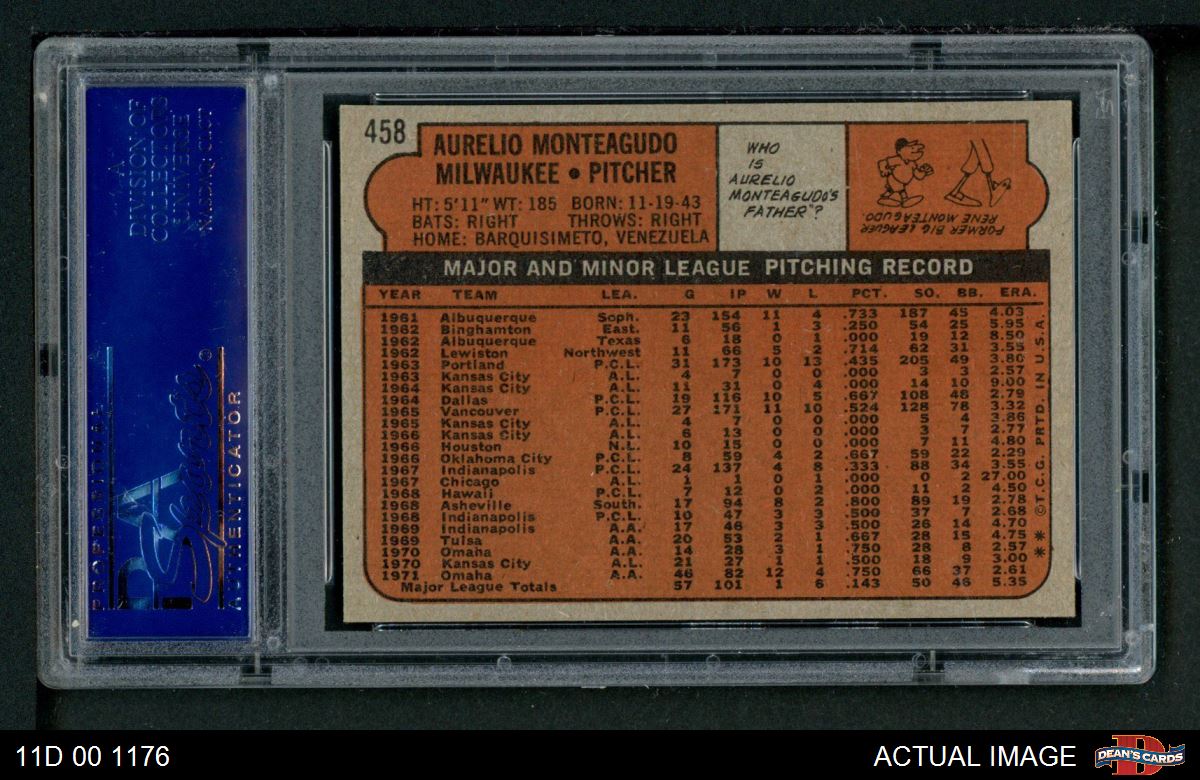 A
DIVISION OF
COLLECTORS
UNIVERSE
NASDAQ: CLCT
PROFESSIONAL
PSA
Sports
AUTHENTICATOR
458
AURELIO MONTEAGUDO
MILWAUKEE • PITCHER
HT: 5'11" WT: 185 BORN: 11-19-43
BATS: RIGHT THROWS: RIGHT
HOME: BARQUISIMETO, VENEZUELA
WHO
IS
AURELIO
MONTEAGUDO'S
FATHER"?
FORMER BIG LEAGUER
RENE MONTEAGUDO
MAJOR AND MINOR LEAGUE PITCHING RECORD
YEAR TEAM LEA. G IP W L PCT. SO. BB. ERA.
1961 Albuquerque Soph. 23 154 11 4 .733 187 45 4.03
1962 Binghamton East. 11 56 1 3 .250 54 25 5.95
1962 Albuquerque Texas 6 18 0 1 .000 19 12 8.50
1962 Lewiston Northwest 11 66 5 2 .714 62 31 3.55
1963 Portland P.C.L. 31 173 10 13 .435 205 49 3.80
1963 Kansas City A.L. 4 7 0 0 .000 3 3 2.57
1964 Kansas City A.L. 11 31 0 4 .000 14 10 9.00
1964 Dallas P.C.L. 19 116 10 5 .667 108 48 2.79
1965 Vancouver P.C.L. 27 171 11 10 .524 128 78 3.32
1965 Kansas City A.L. 4 7 0 0 .000 5 4 3.86
1966 Kansas City A.L. 6 13 0 0 .000 3 7 2.77
1966 Houston N.L. 10 15 0 0 .000 7 11 4.80
1966 Oklahoma City P.C.L. 8 59 4 2 .667 59 22 2.29
1967 Indianapolis P.C.L. 24 137 4 8 .333 88 34 3.55
1967 Chicago A.L. 1 1 0 1 .000 0 2 27.00
1968 Hawaii P.C.L. 7 12 0 2 .000 11 2 4.50
1968 Asheville South. 17 94 8 2 .800 89 19 2.78
1968 Indianapolis P.C.L. 10 47 3 3 .500 37 7 2.68
1969 Indianapolis A.A. 17 46 3 3 .500 26 14 4.70
1969 Tulsa A.A. 20 53 2 1 .667 28 15 4.75
1970 Omaha A.A. 14 28 3 1 .750 28 8 2.57
1970 Kansas City A.L. 21 27 1 1 .500 18 9 3.00
1971 Omaha A.A. 46 82 12 4 .750 66 37 2.61
Major League Totals 57 101 1 6 .143 50 46 5.35
* * ©T.C.G. PRTD. IN U.S.A.
11D 00 1176
ACTUAL IMAGE
D
DEAN'S CARDS